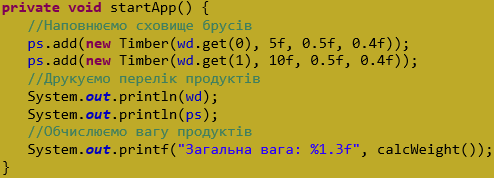 private void startApp() {
//Наповнюємо сховище брусів
ps.add(new Timber(wd.get(0), 5f, 0.5f, 0.4f));
ps.add(new Timber(wd.get(1), 10f, 0.5f, 0.4f));
//Друкуємо перелік продуктів
System.out.println(wd);
System.out.println(ps);
//Обчислюємо вагу продуктів
System.out.printf("Загальна вага: %1.3f", calcWeight());
}